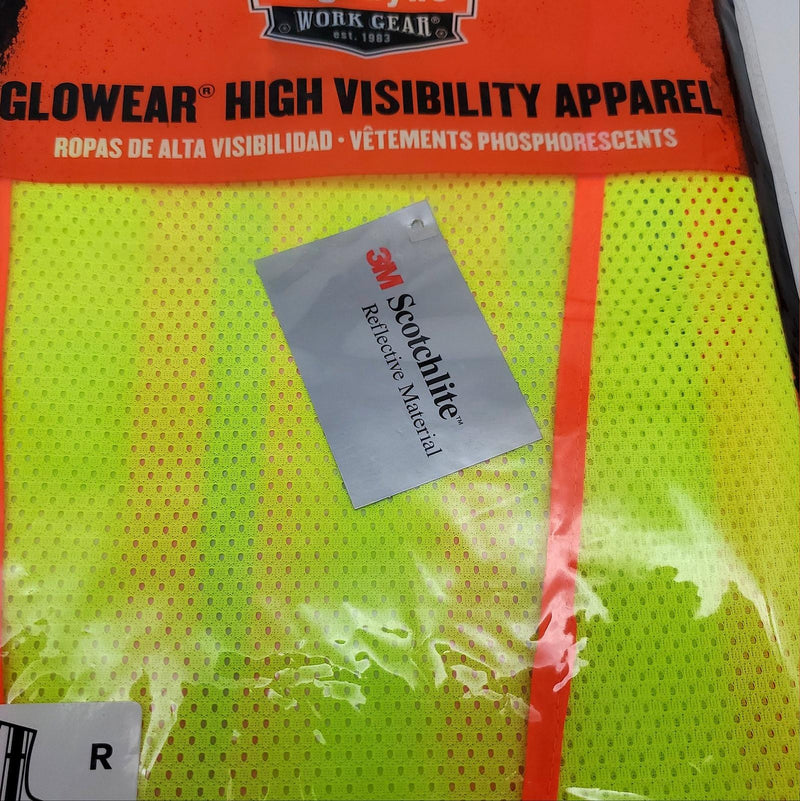 WORK GEAR®
est. 1983
GLOWEAR® HIGH VISIBILITY APPAREL
ROPAS DE ALTA VISIBILIDAD • VÊTEMENTS PHOSPHORESCENTS
3M Scotchlite™
Reflective Material
R